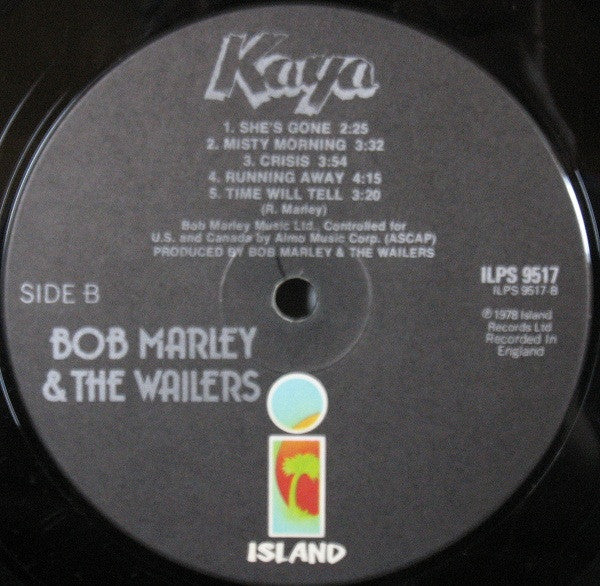 Kaya
1. SHE'S GONE 2:25
2. MISTY MORNING 3:32
3. CRISIS 3:54
4. RUNNING AWAY 4:15
5. TIME WILL TELL 3:20
(R. Marley)
Bob Marley Music Ltd., Controlled for
U.S. and Canada by Almo Music Corp. (ASCAP)
PRODUCED BY BOB MARLEY & THE WAILERS
SIDE B
ILPS 9517
ILPS 9517-B
℗ 1978 Island
Records Ltd
Recorded In
England
BOB MARLEY
& THE WAILERS
ISLAND